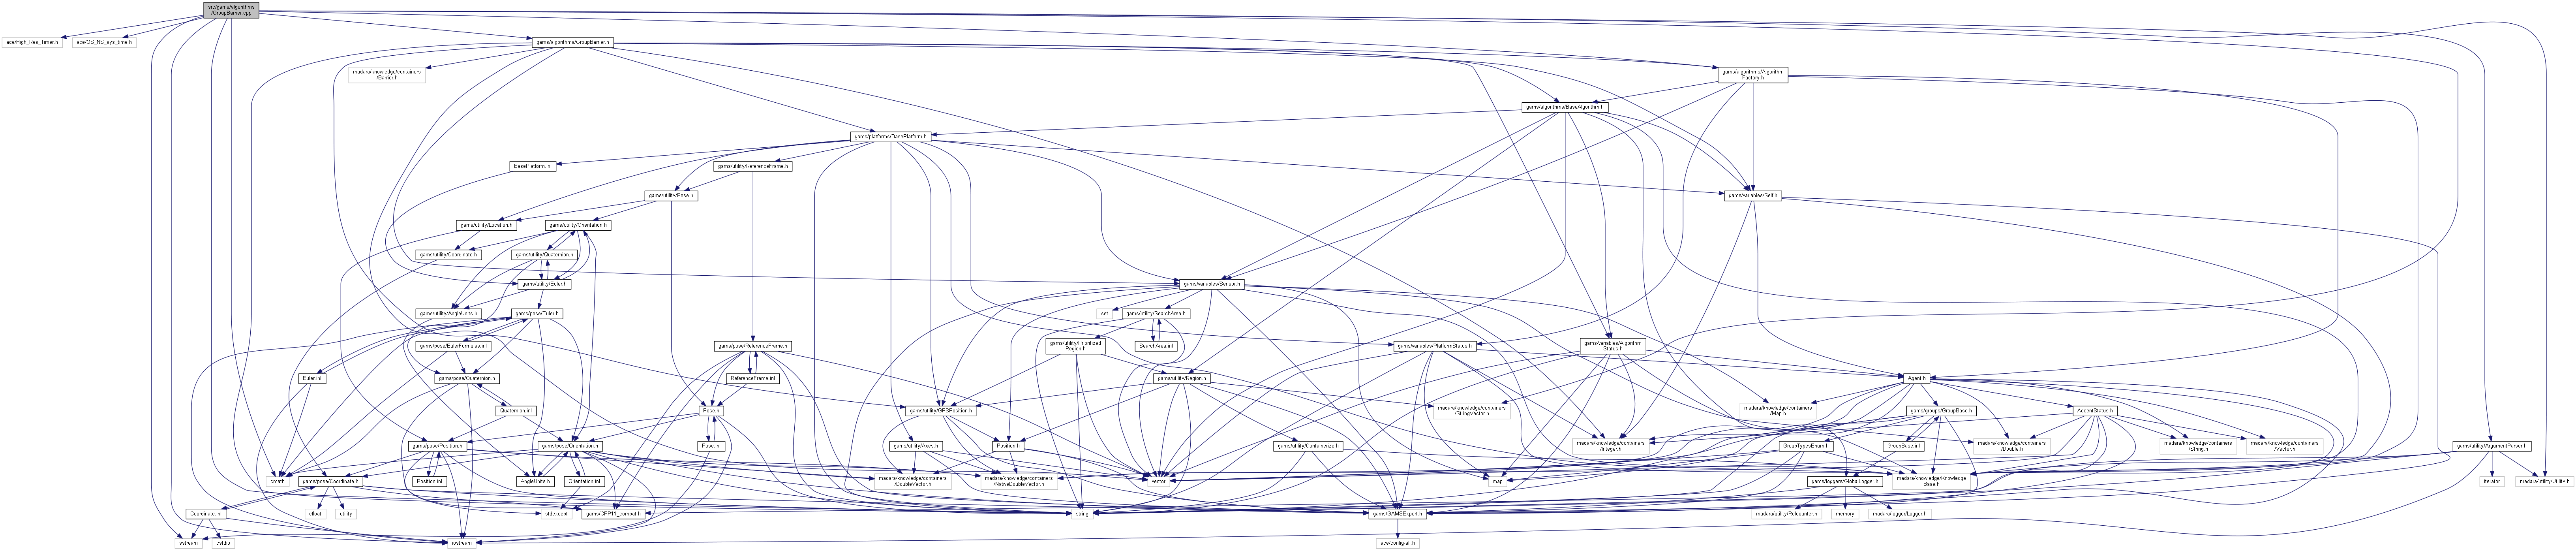 src/gams/algorithms
/GroupBarrier.cpp
ace/High_Res_Timer.h
ace/OS_NS_sys_time.h
gams/algorithms/GroupBarrier.h
madara/knowledge/containers
/Barrier.h
gams/algorithms/Algorithm
Factory.h
gams/algorithms/BaseAlgorithm.h
gams/platforms/BasePlatform.h
BasePlatform.inl
gams/utility/ReferenceFrame.h
gams/utility/Pose.h
gams/variables/Self.h
gams/utility/Location.h
gams/utility/Orientation.h
gams/utility/Coordinate.h
gams/utility/Quaternion.h
gams/utility/Euler.h
gams/variables/Sensor.h
gams/utility/AngleUnits.h
gams/pose/Euler.h
set
gams/utility/SearchArea.h
gams/pose/EulerFormulas.inl
gams/pose/ReferenceFrame.h
gams/utility/Prioritized
Region.h
SearchArea.inl
gams/variables/PlatformStatus.h
gams/variables/Algorithm
Status.h
Euler.inl
gams/pose/Quaternion.h
ReferenceFrame.inl
gams/utility/Region.h
Agent.h
Quaternion.inl
Pose.h
gams/utility/GPSPosition.h
madara/knowledge/containers
/StringVector.h
madara/knowledge/containers
/Map.h
gams/groups/GroupBase.h
AccentStatus.h
gams/pose/Position.h
gams/pose/Orientation.h
Pose.inl
gams/utility/Axes.h
Position.h
gams/utility/Containerize.h
madara/knowledge/containers
/Integer.h
GroupTypesEnum.h
GroupBase.inl
madara/knowledge/containers
/Double.h
madara/knowledge/containers
/String.h
madara/knowledge/containers
/Vector.h
gams/utility/ArgumentParser.h
cmath
gams/pose/Coordinate.h
Position.inl
AngleUnits.h
Orientation.inl
madara/knowledge/containers
/DoubleVector.h
madara/knowledge/containers
/NativeDoubleVector.h
vector
map
gams/loggers/GlobalLogger.h
madara/knowledge/Knowledge
Base.h
iterator
madara/utility/Utility.h
Coordinate.inl
cfloat
utility
stdexcept
gams/CPP11_compat.h
string
gams/GAMSExport.h
madara/utility/Refcounter.h
memory
madara/logger/Logger.h
sstream
cstdio
iostream
ace/config-all.h